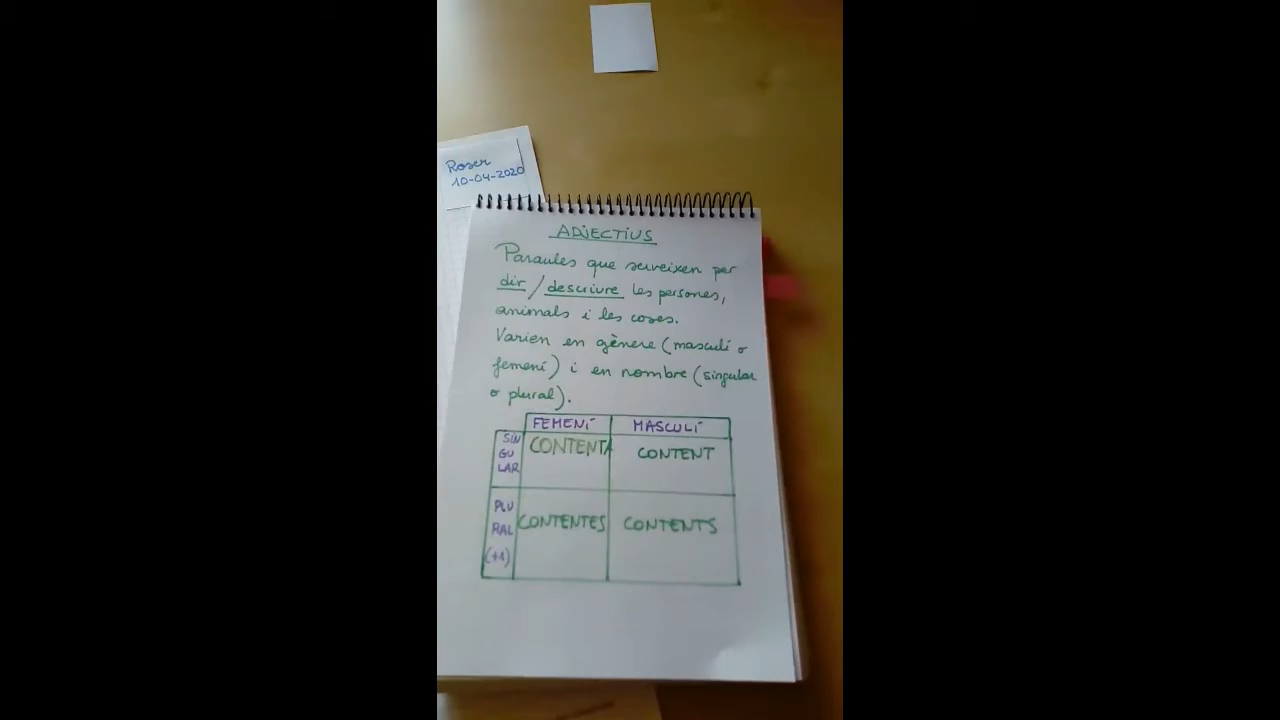 Roser
10-04-2020
ADJECTIUS
Paraules que serveixen per
dir / descriure les persones,
animals i les coses.
Varien en gènere (masculí o
femení) i en nombre (singular
o plural).
FEMENÍ MASCULÍ
SIN
GU
LAR
CONTENTA CONTENT
PLU
RAL
(+1)
CONTENTES CONTENTS